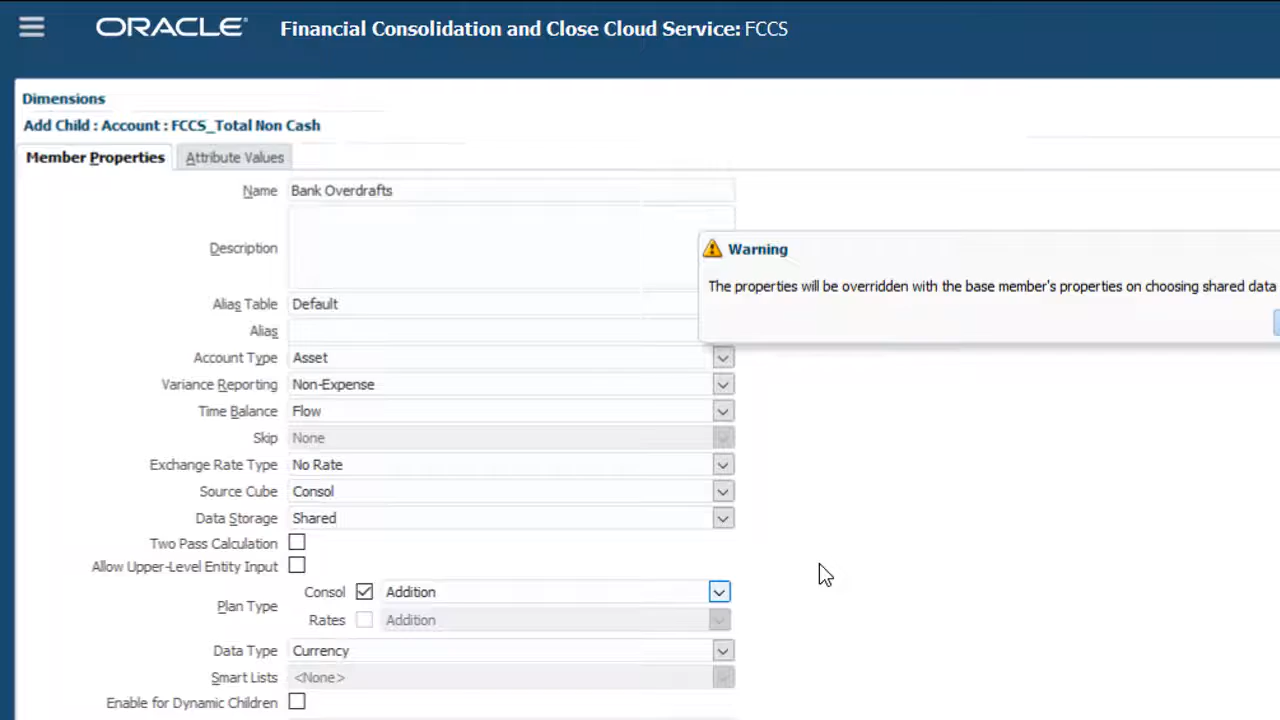 ORACLE® Financial Consolidation and Close Cloud Service: FCCS
Dimensions
Add Child : Account : FCCS_Total Non Cash
Member Properties Attribute Values
Name Bank Overdrafts
Description
Warning
The properties will be overridden with the base member's properties on choosing shared data
Alias Table Default
Alias
Account Type Asset
Variance Reporting Non-Expense
Time Balance Flow
Skip None
Exchange Rate Type No Rate
Source Cube Consol
Data Storage Shared
Two Pass Calculation
Allow Upper-Level Entity Input
Plan Type Consol Addition
Rates Addition
Data Type Currency
Smart Lists <None>
Enable for Dynamic Children